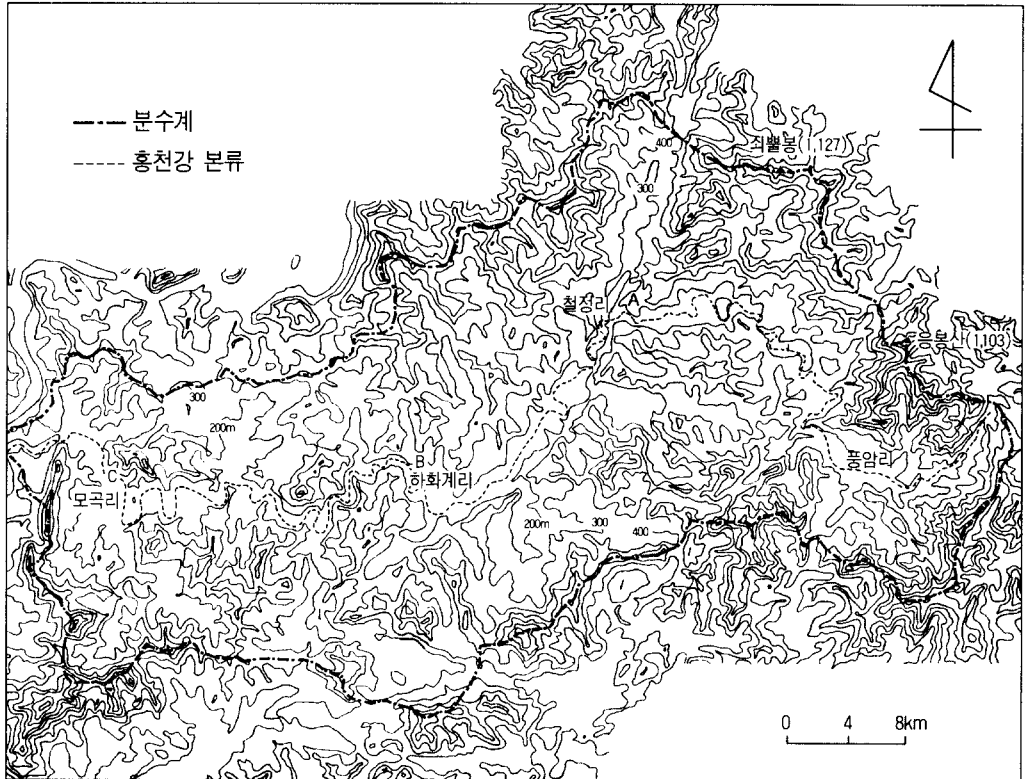 분수계
홍천강 본류
400
쇠뿔봉(1,127)
300
철정리
A
응봉산(1,103)
300
200m
B
하화계리
풍암리
모곡리
200m
300
400
0 4 8km